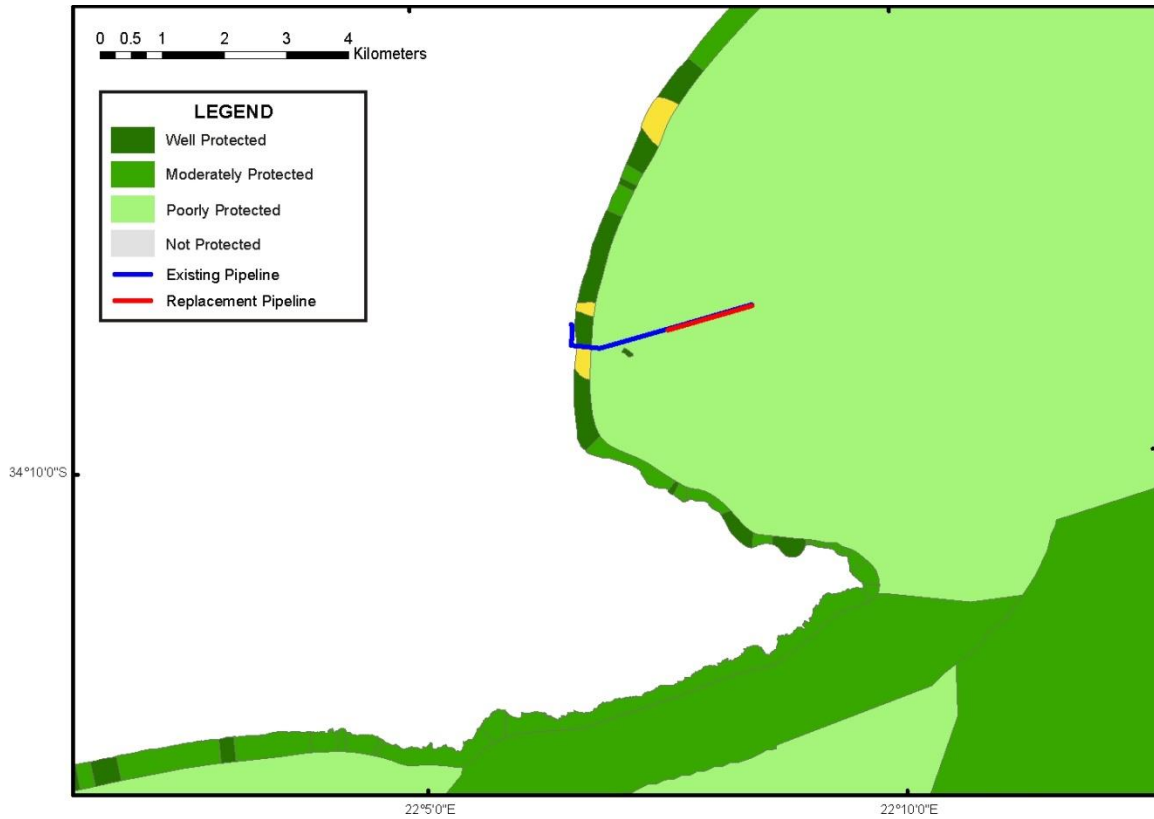 0 0.5 1 2 3 4
Kilometers
LEGEND
Well Protected
Moderately Protected
Poorly Protected
Not Protected
Existing Pipeline
Replacement Pipeline
34°10'0"S
22°5'0"E
22°10'0"E